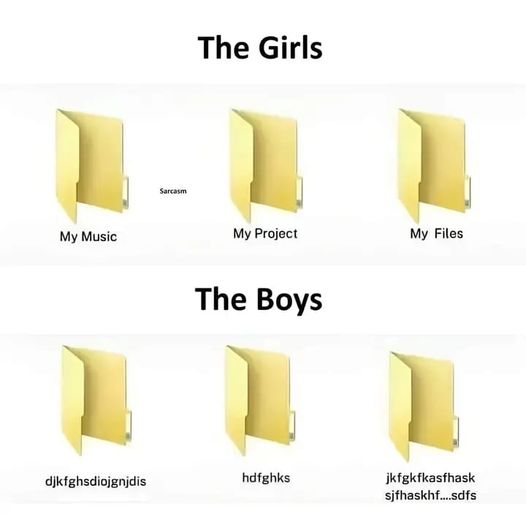 The Girls
Sarcasm
My Music
My Project
My Files
The Boys
djkfghsdiojgnjdis
hdfghks
jkfgkfkasfhask
sjfhaskhf....sdfs